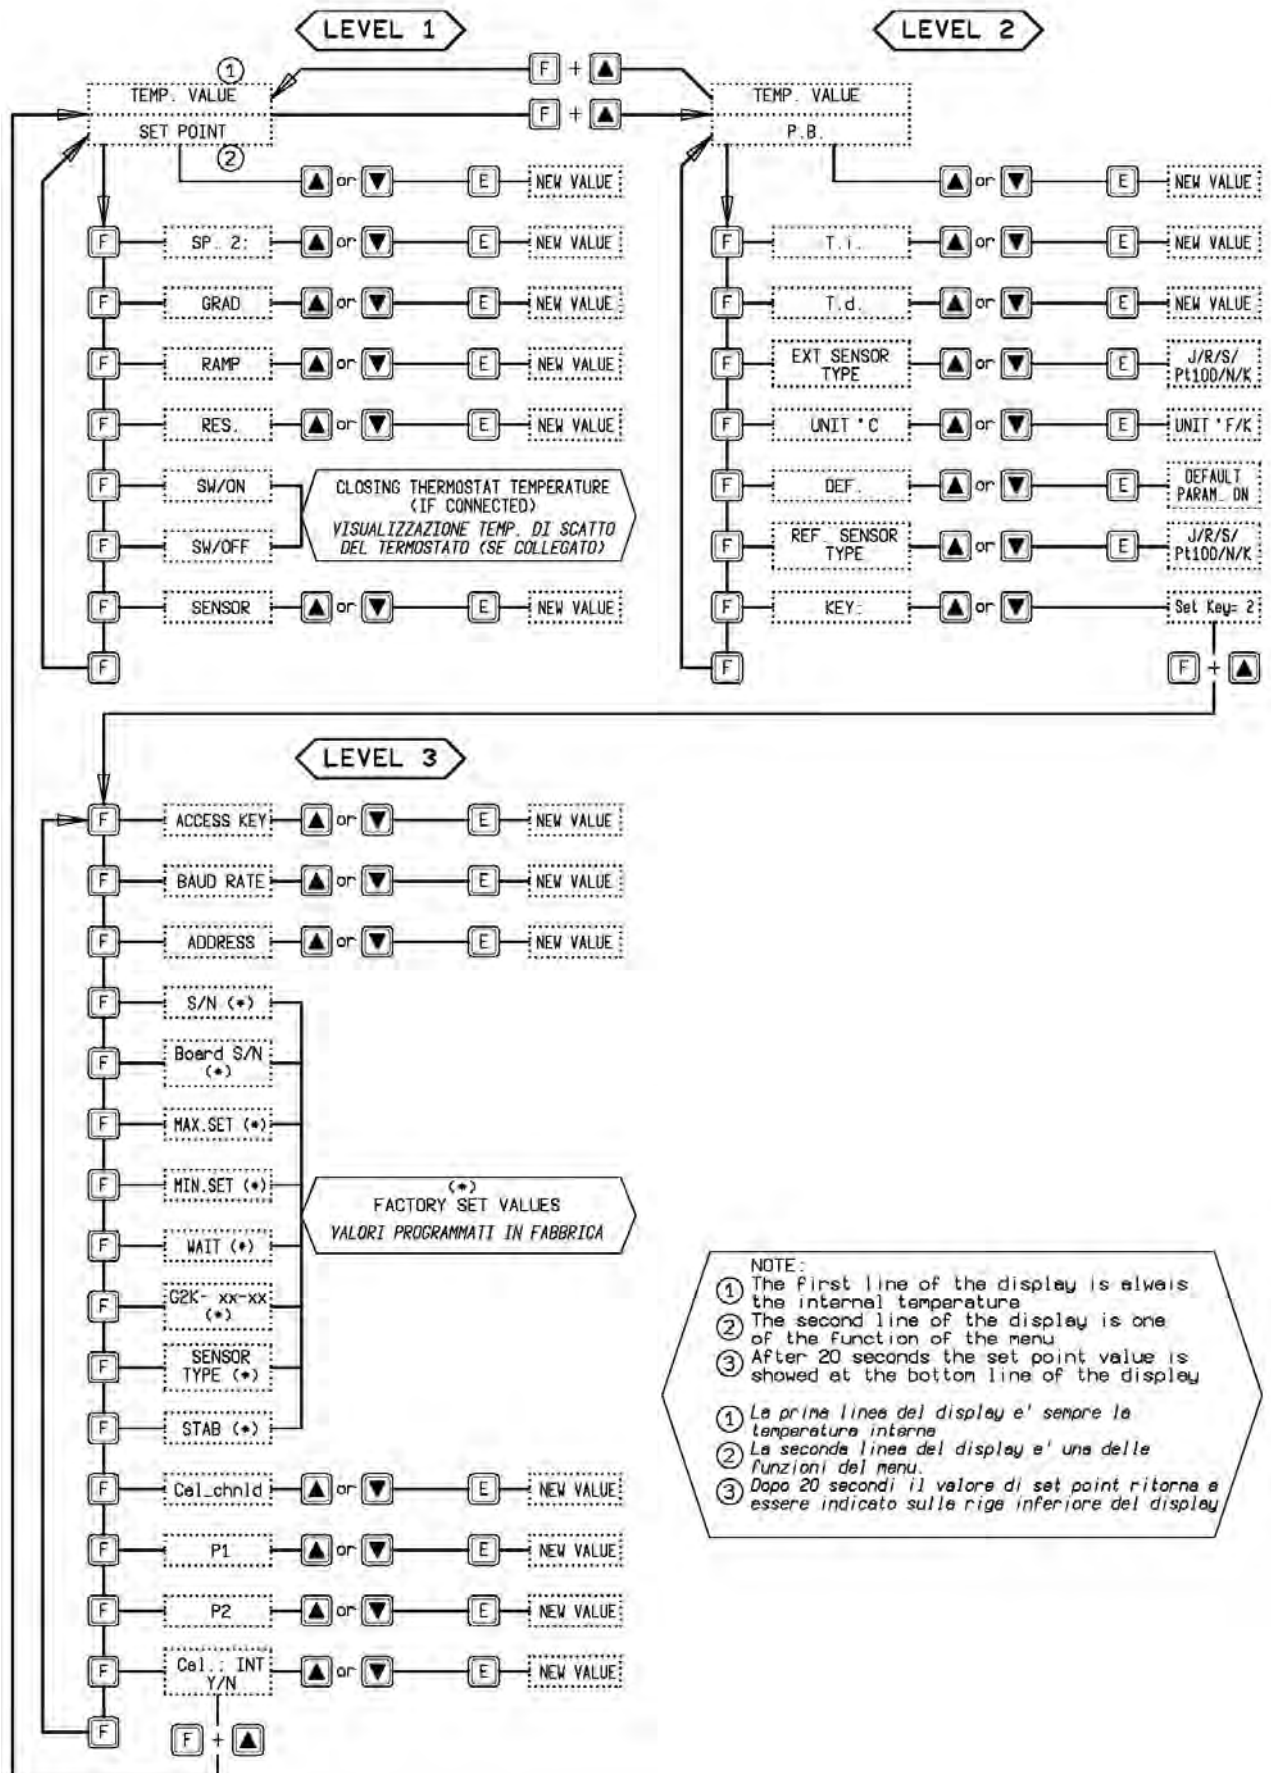 LEVEL 1
LEVEL 2
1
F + ▲
TEMP. VALUE
TEMP. VALUE
F + ▲
SET POINT
P.B.
2
▲ or ▼ E NEW VALUE
▲ or ▼ E NEW VALUE
F SP. 2: ▲ or ▼ E NEW VALUE
F T.i. ▲ or ▼ E NEW VALUE
F GRAD. ▲ or ▼ E NEW VALUE
F T.d. ▲ or ▼ E NEW VALUE
F RAMP ▲ or ▼ E NEW VALUE
F EXT SENSOR
TYPE ▲ or ▼ E J/R/S/
Pt100/N/K
F RES. ▲ or ▼ E NEW VALUE
F UNIT °C ▲ or ▼ E UNIT °F/K
F SW/ON
F SW/OFF
CLOSING THERMOSTAT TEMPERATURE
(IF CONNECTED)
VISUALIZZAZIONE TEMP. DI SCATTO
DEL TERMOSTATO (SE COLLEGATO)
F DEF. ▲ or ▼ E DEFAULT
PARAM. ON
F REF. SENSOR
TYPE ▲ or ▼ E J/R/S/
Pt100/N/K
F SENSOR ▲ or ▼ E NEW VALUE
F KEY: ▲ or ▼ Set Key= 2
F
F
F + ▲
LEVEL 3
F ACCESS KEY ▲ or ▼ E NEW VALUE
F BAUD RATE ▲ or ▼ E NEW VALUE
F ADDRESS ▲ or ▼ E NEW VALUE
F S/N (*)
F Board S/N
(*)
F MAX.SET (*)
F MIN.SET (*)
F WAIT (*)
F G2K- xx-xx
(*)
F SENSOR
TYPE (*)
F STAB (*)
(*)
FACTORY SET VALUES
VALORI PROGRAMMATI IN FABBRICA
F Cal_chnld ▲ or ▼ E NEW VALUE
F P1 ▲ or ▼ E NEW VALUE
F P2 ▲ or ▼ E NEW VALUE
F Cal.: INT
Y/N ▲ or ▼ E NEW VALUE
F
F + ▲
NOTE:
1 The first line of the display is alwais
the internal temperature
2 The second line of the display is one
of the function of the menu
3 After 20 seconds the set point value is
showed at the bottom line of the display
1 La prima linea del display e' sempre la
temperatura interna
2 La seconda linea del display e' una delle
funzioni del menu.
3 Dopo 20 secondi il valore di set point ritorna a
essere indicato sulla riga inferiore del display